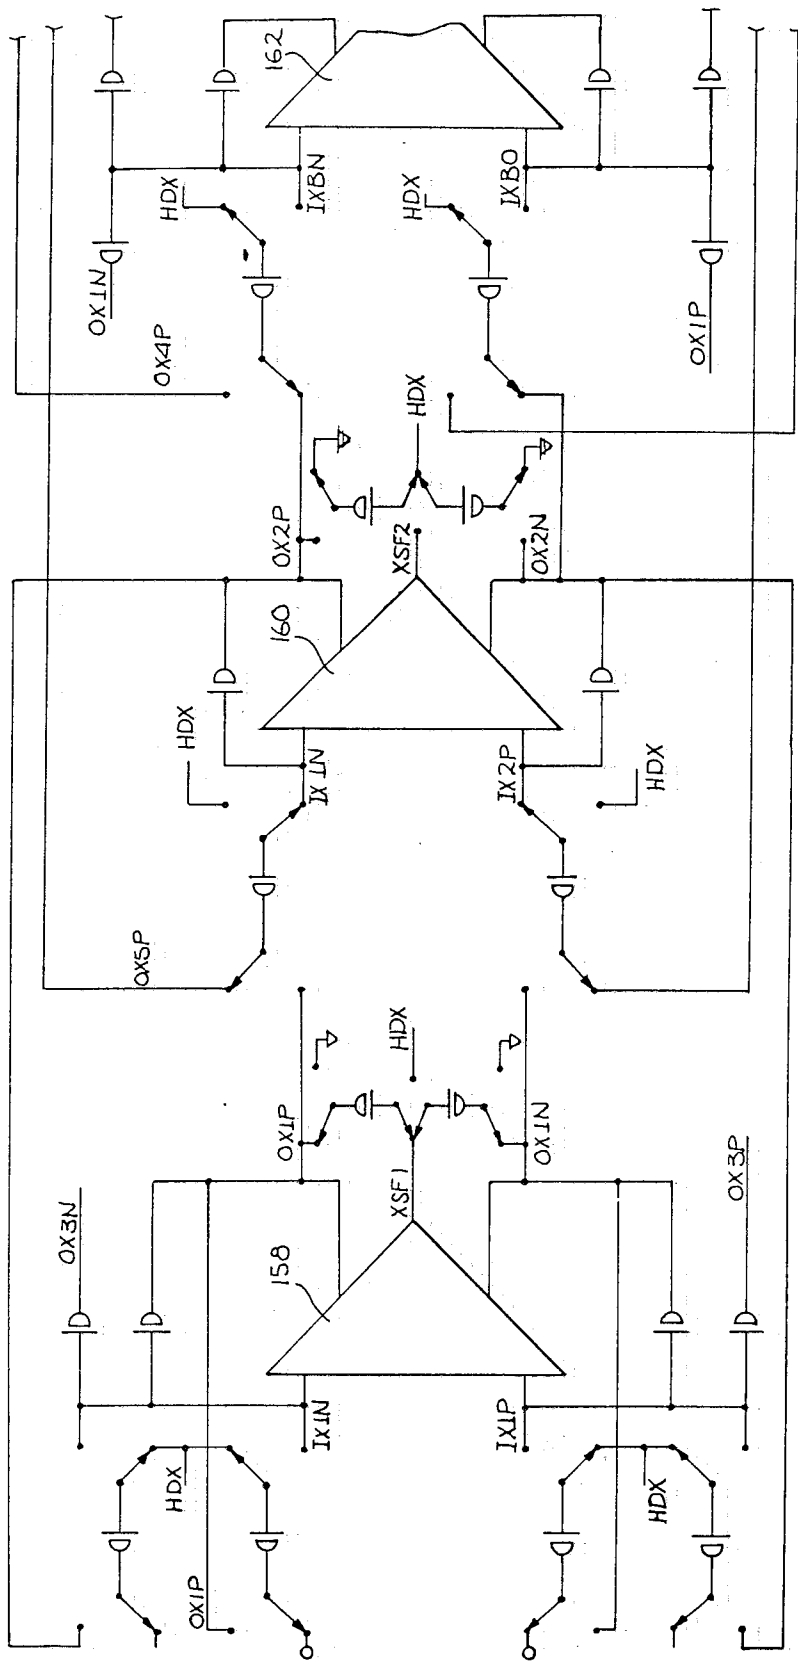 162
OX1N
HDX
IXBN
HDX
IXBO
OX1P
OX4P
HDX
OX2P
XSF2
OX2N
160
HDX
IX1N
IX2P
HDX
OX5P
HDX
OX1P
XSF1
OX1N
OX3N
158
OX3P
IX1N
IX1P
HDX
HDX
OX1P